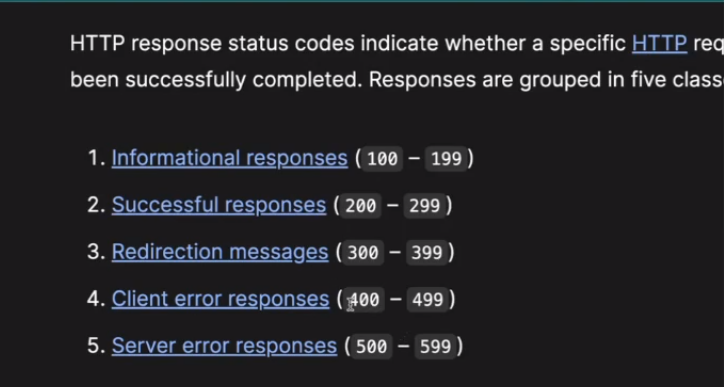 HTTP response status codes indicate whether a specific HTTP req
been successfully completed. Responses are grouped in five class
1. Informational responses (100 – 199)
2. Successful responses (200 – 299)
3. Redirection messages (300 – 399)
4. Client error responses (400 – 499)
5. Server error responses (500 – 599)